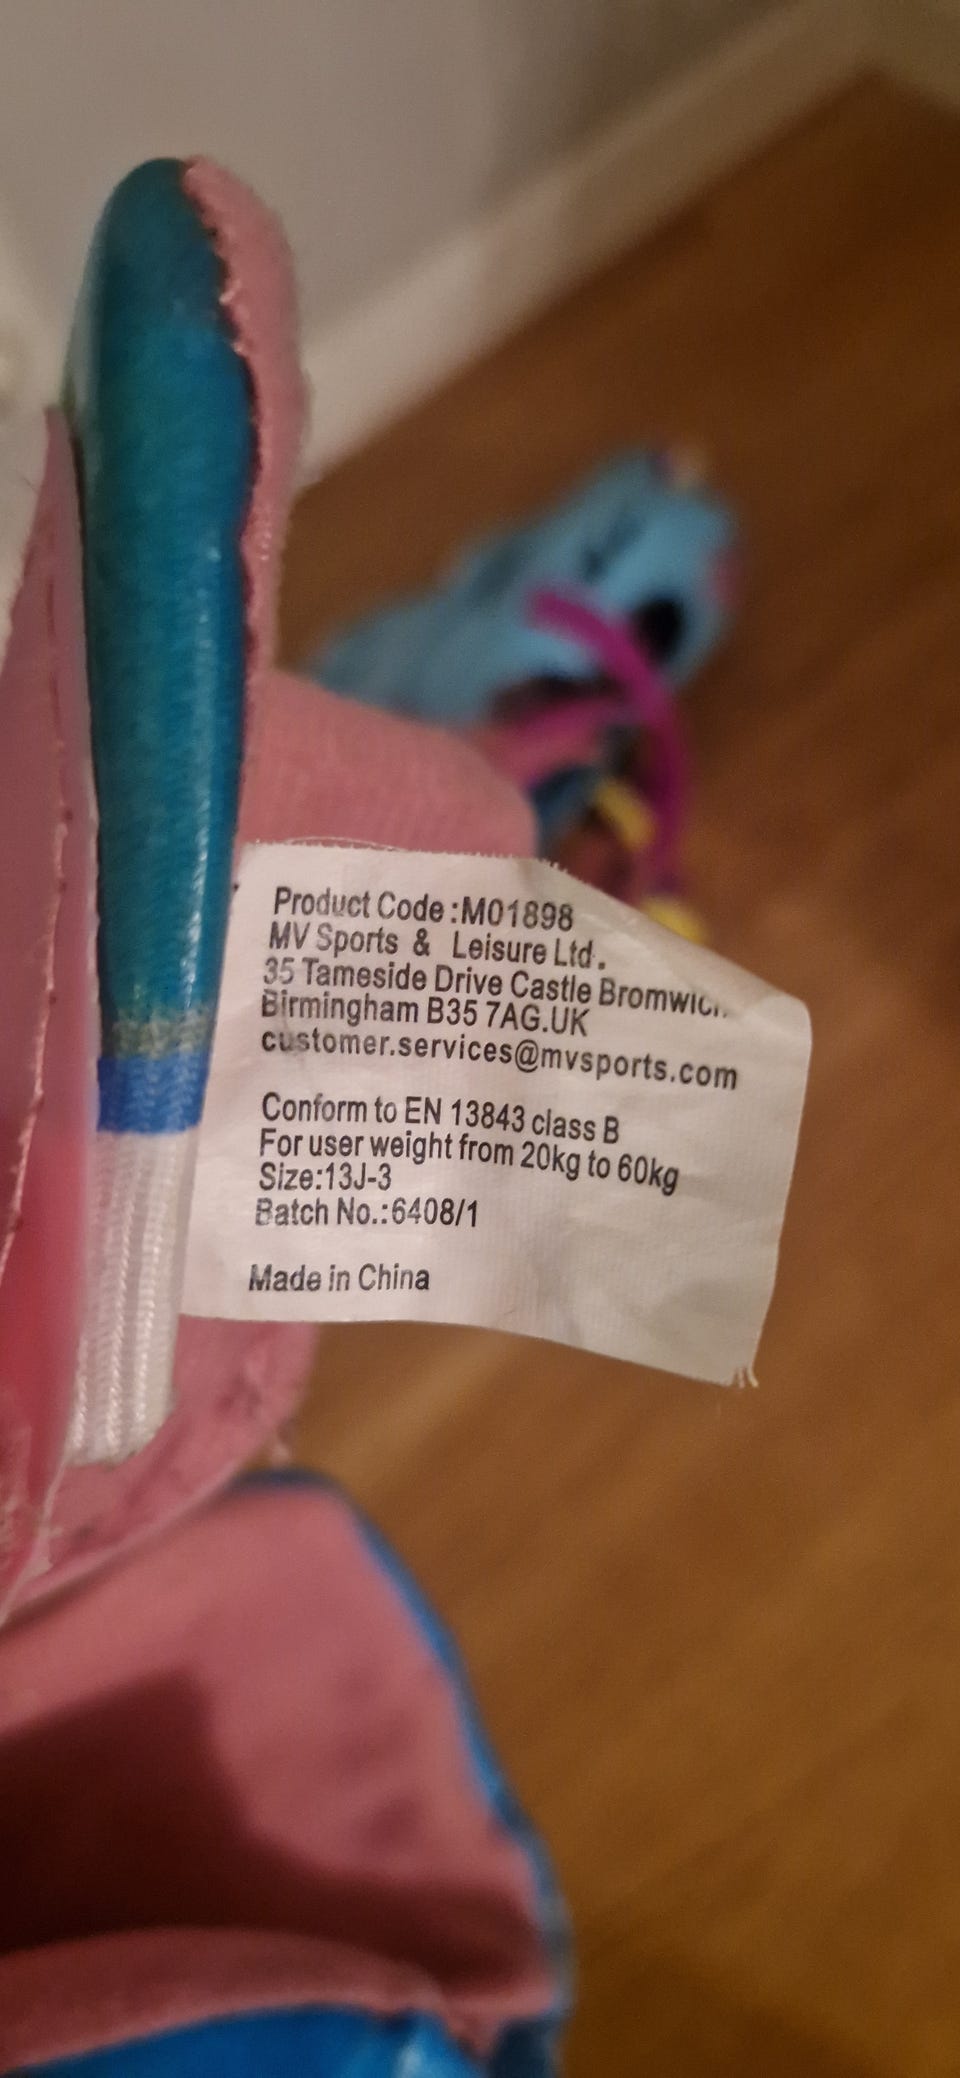 Product Code :M01898
MV Sports & Leisure Ltd.
35 Tameside Drive Castle
Birmingham B35 7AG.UK
customer.services@mvsports.com
Conform to EN 13843 class B
For user weight from 20kg to 60kg
Size:13J-3
Batch No.:6408/1
Made in China